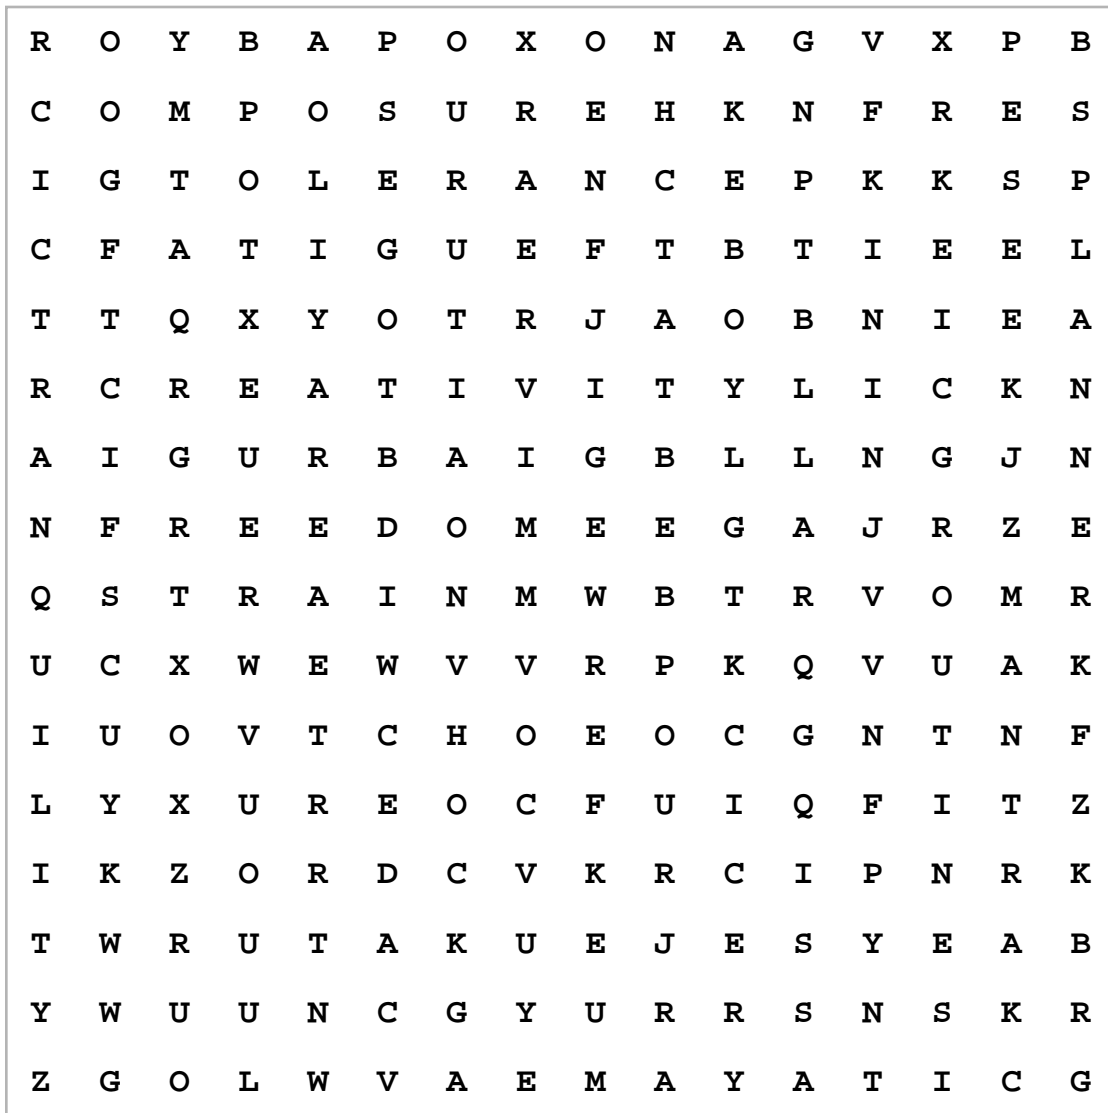 R O Y B A P O X O N A G V X P B
C O M P O S U R E H K N F R E S
I G T O L E R A N C E P K K S P
C F A T I G U E F T B T I E E L
T T Q X Y O T R J A O B N I E A
R C R E A T I V I T Y L I C K N
A I G U R B A I G B L L N G J N
N F R E E D O M E E G A J R Z E
Q S T R A I N M W B T R V O M R
U C X W E W V V R P K Q V U A K
I U O V T C H O E O C G N T N F
L Y X U R E O C F U I Q F I T Z
I K Z O R D C V K R C I P N R K
T W R U T A K U E J E S Y E A B
Y W U U N C G Y U R R S N S K R
Z G O L W V A E M A Y A T I C G